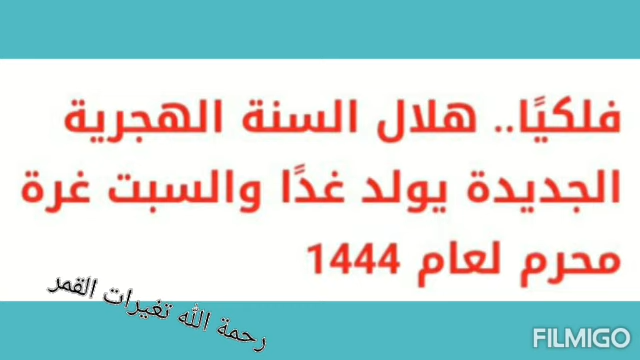 فلكيًا.. هلال السنة الهجرية
الجديدة يولد غدًا والسبت غرة
محرم لعام 1444
رحمة الله تغيرات القمر
FILMIGO